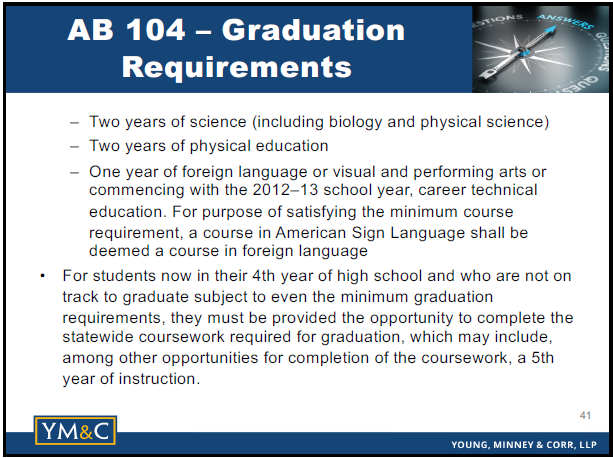 AB 104 – Graduation
Requirements
STIONS
ANSWERS
QUESTIONS
QUEST
– Two years of science (including biology and physical science)
– Two years of physical education
– One year of foreign language or visual and performing arts or
commencing with the 2012–13 school year, career technical
education. For purpose of satisfying the minimum course
requirement, a course in American Sign Language shall be
deemed a course in foreign language
• For students now in their 4th year of high school and who are not on
track to graduate subject to even the minimum graduation
requirements, they must be provided the opportunity to complete the
statewide coursework required for graduation, which may include,
among other opportunities for completion of the coursework, a 5th
year of instruction.
41
YM&C
YOUNG, MINNEY & CORR, LLP